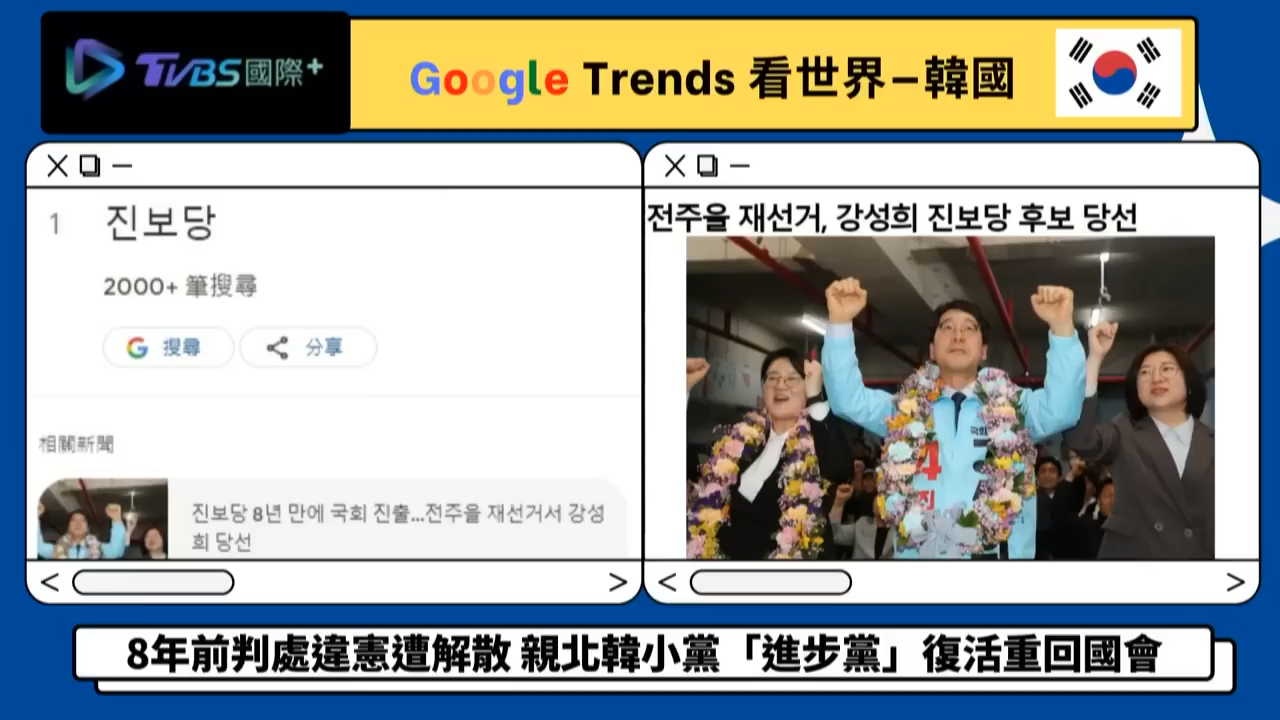 TVBS國際+
Google Trends 看世界－韓國
1 진보당
2000+ 筆搜尋
搜尋 分享
相關新聞
진보당 8년 만에 국회 진출...전주을 재선거서 강성
희 당선
전주을 재선거, 강성희 진보당 후보 당선
4
8年前判處違憲遭解散 親北韓小黨「進步黨」復活重回國會